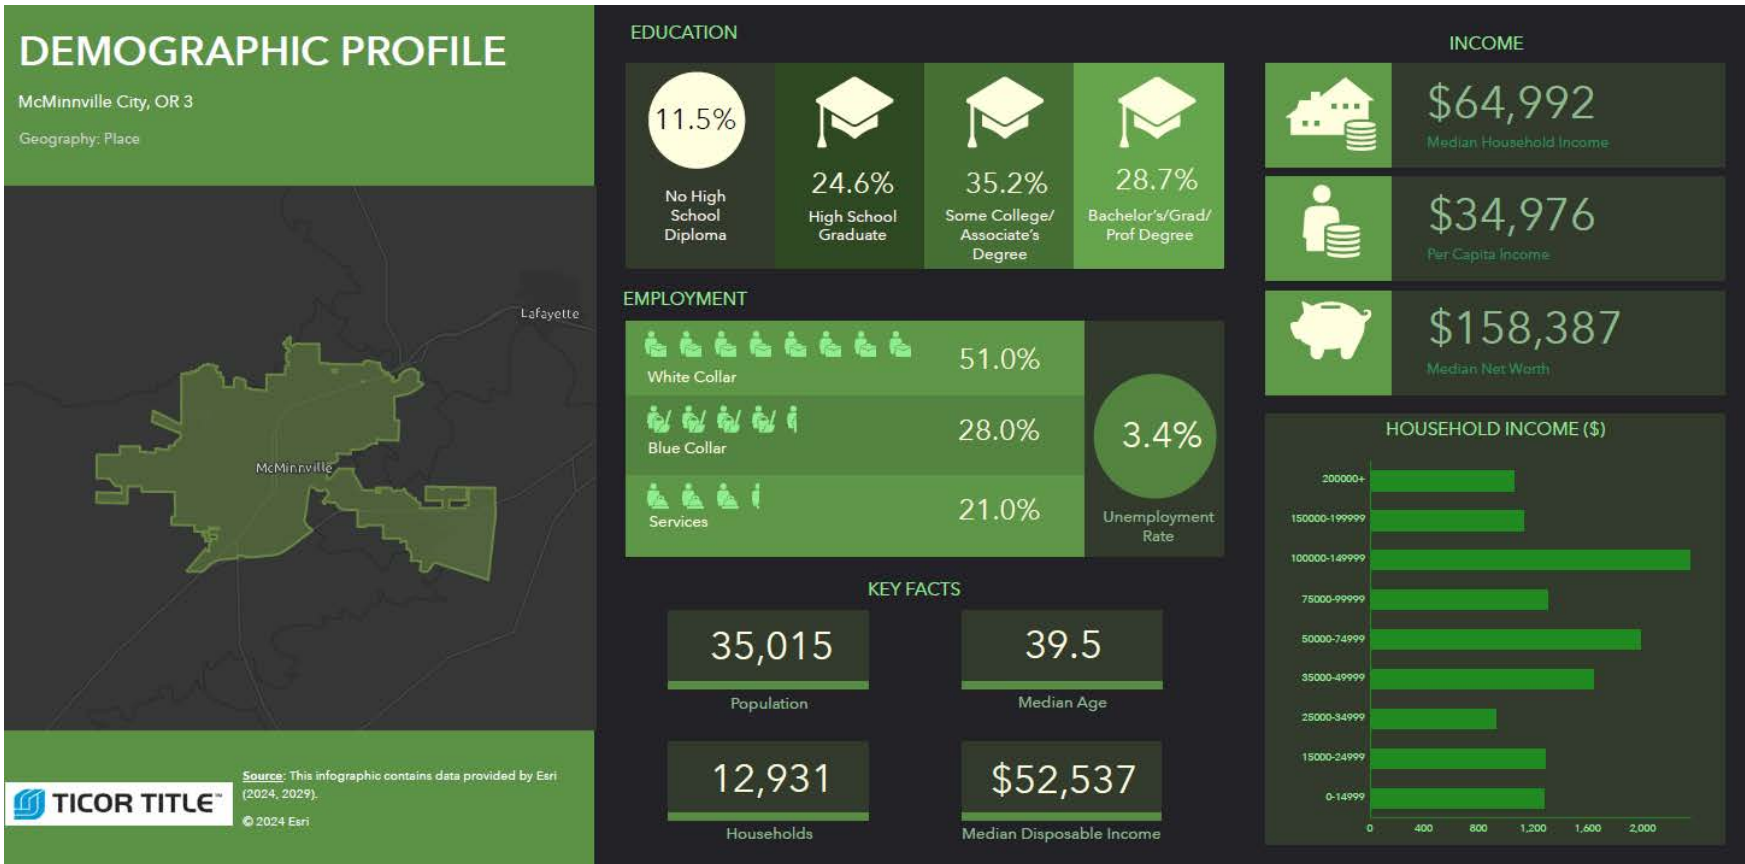 DEMOGRAPHIC PROFILE
McMinnville City, OR 3
Geography: Place
Lafayette
McMinnville
TICOR TITLE™
Source: This infographic contains data provided by Esri
(2024, 2029).
© 2024 Esri
EDUCATION
11.5%
No High
School
Diploma
24.6%
High School
Graduate
35.2%
Some College/
Associate's
Degree
28.7%
Bachelor's/Grad/
Prof Degree
EMPLOYMENT
White Collar
51.0%
Blue Collar
28.0%
Services
21.0%
3.4%
Unemployment
Rate
KEY FACTS
35,015
Population
39.5
Median Age
12,931
Households
$52,537
Median Disposable Income
INCOME
$64,992
Median Household Income
$34,976
Per Capita Income
$158,387
Median Net Worth
HOUSEHOLD INCOME ($)
200000+
150000-199999
100000-149999
75000-99999
50000-74999
35000-49999
25000-34999
15000-24999
0-14999
0 400 800 1,200 1,600 2,000